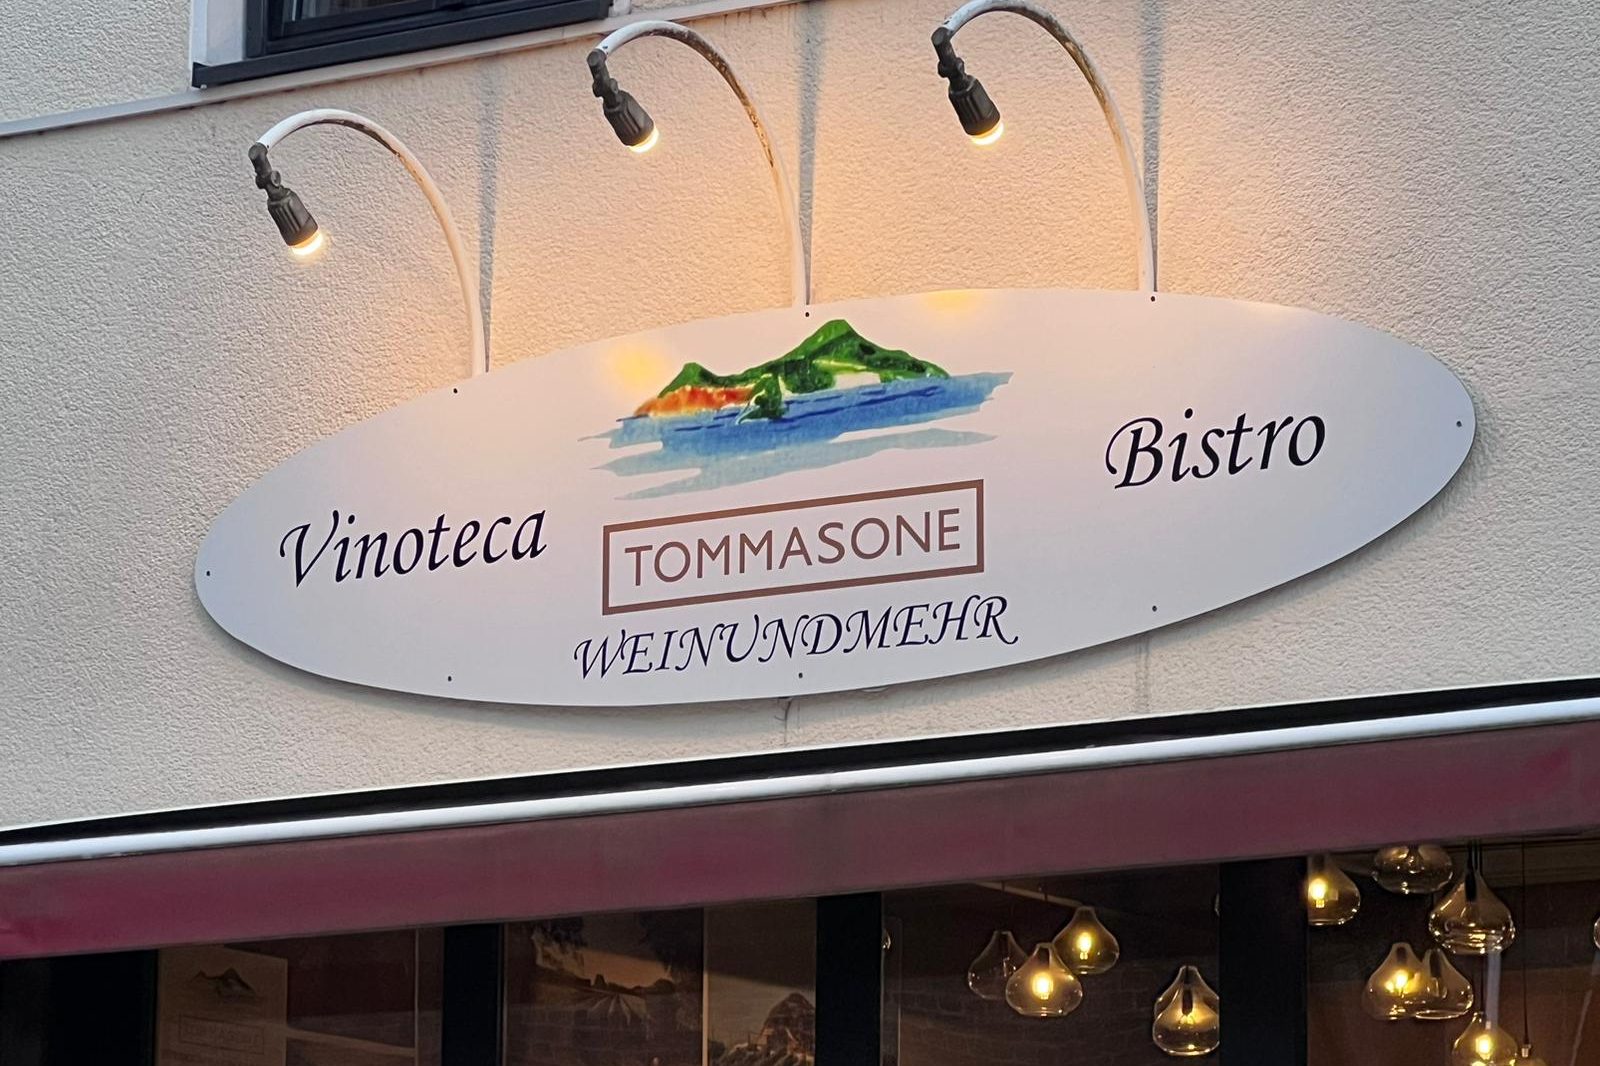 Vinoteca
TOMMASONE
Bistro
WEINUNDMEHR